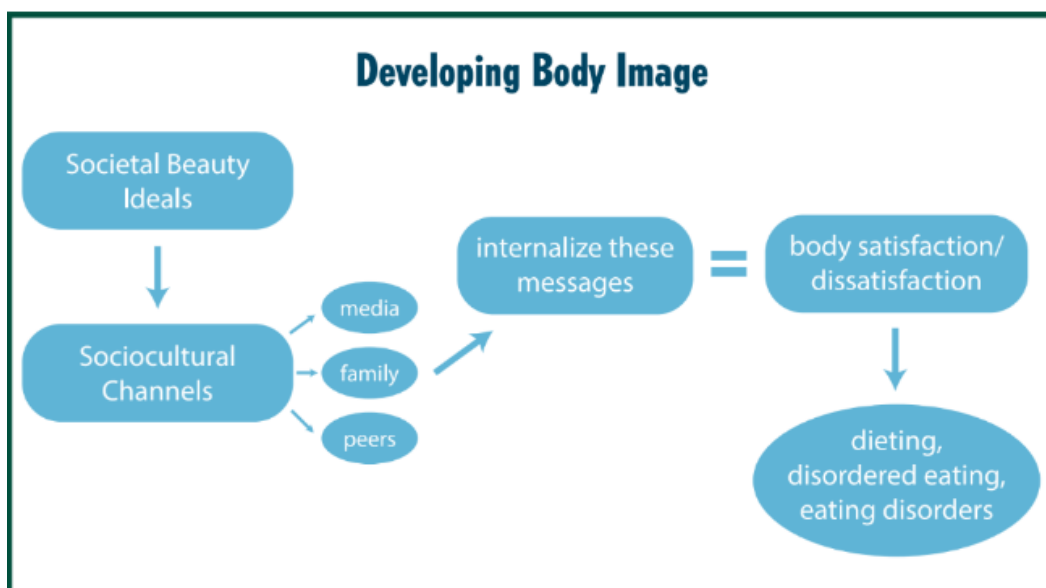 Developing Body Image
Societal Beauty
Ideals
Sociocultural
Channels
media
family
peers
internalize these
messages
=
body satisfaction/
dissatisfaction
dieting,
disordered eating,
eating disorders